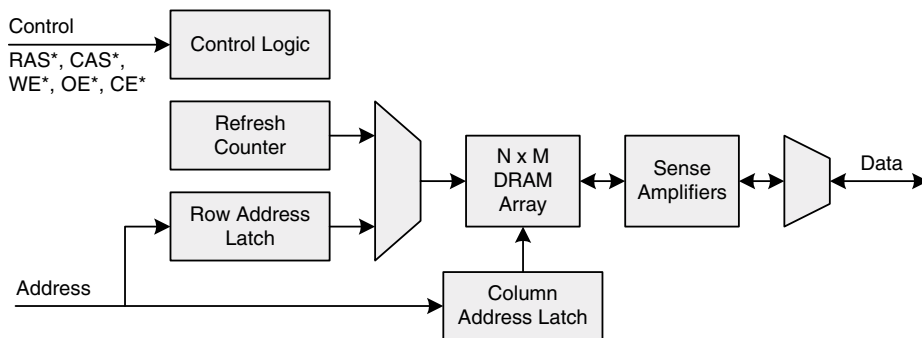 Control
RAS*, CAS*,
WE*, OE*, CE*
Control Logic
Refresh
Counter
Row Address
Latch
N x M
DRAM
Array
Sense
Amplifiers
Data
Address
Column
Address Latch